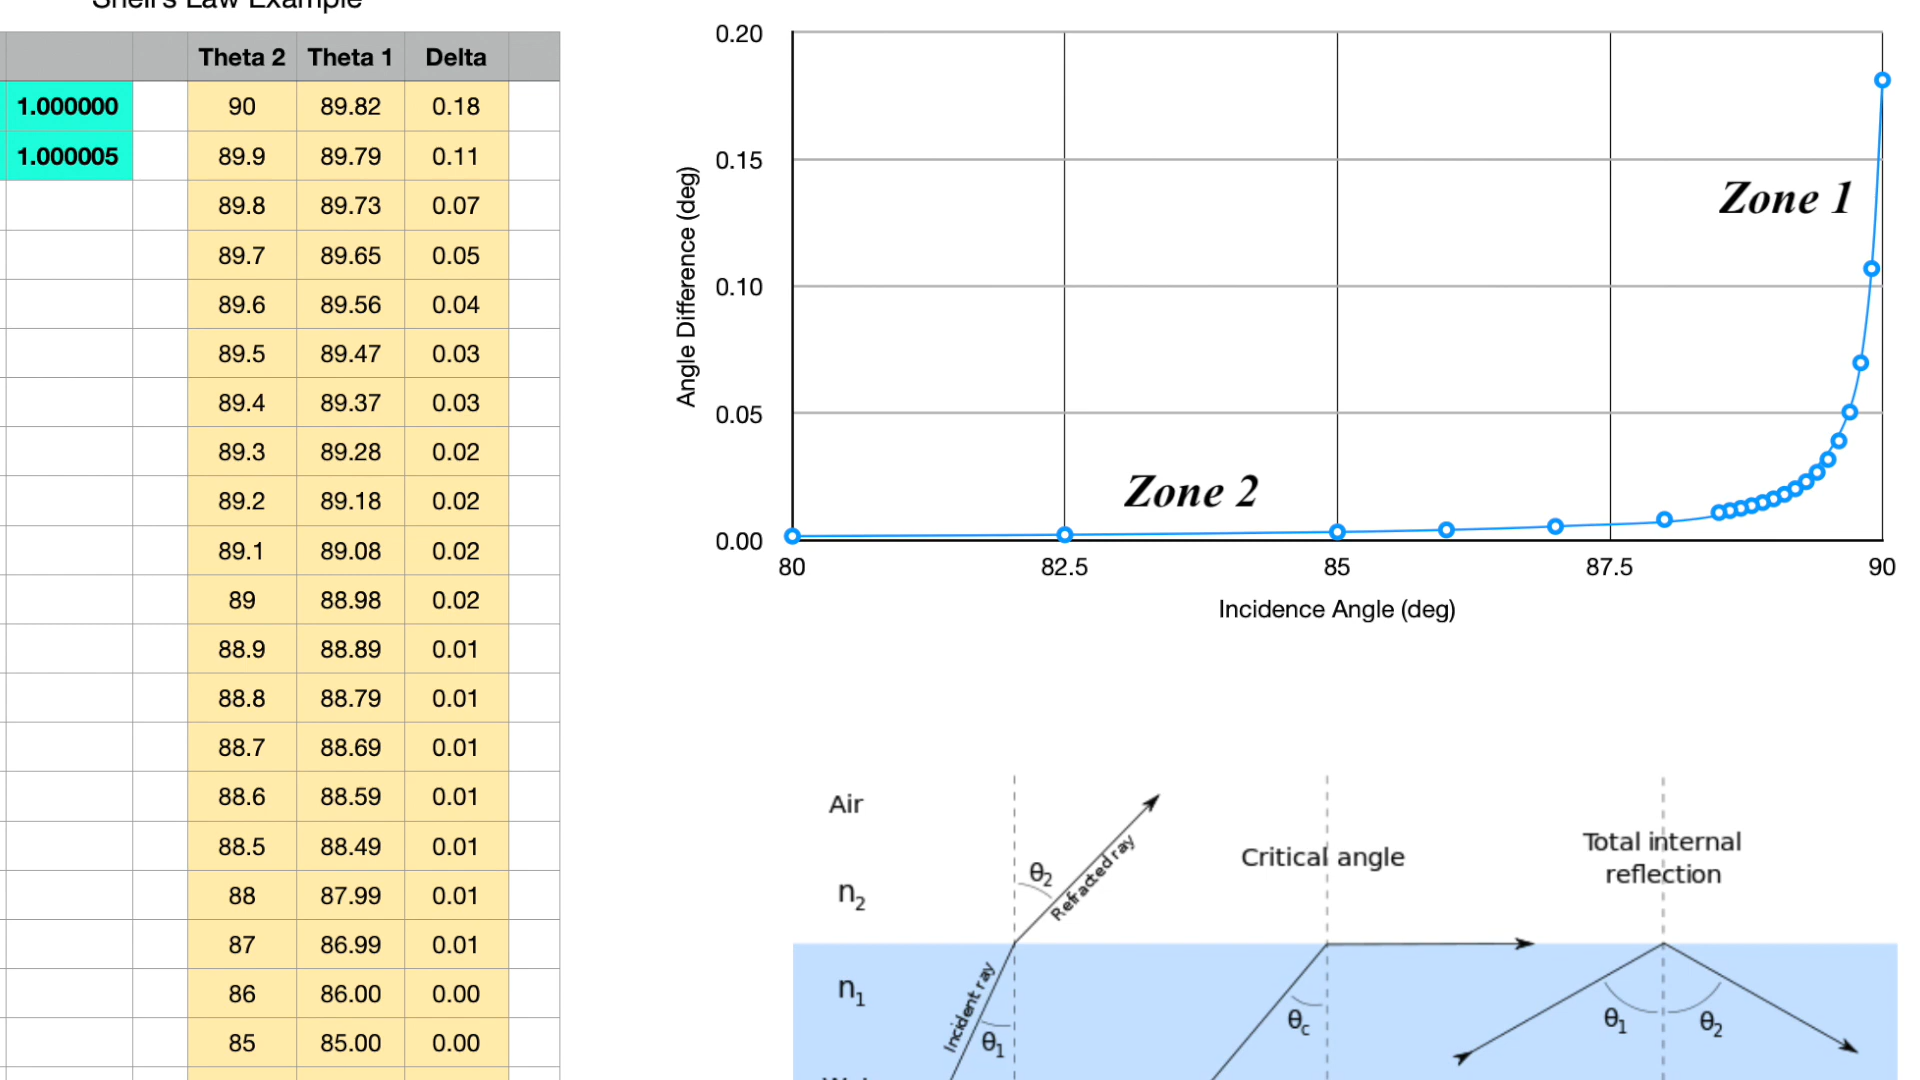 Snell's Law Example
Theta 2 Theta 1 Delta
1.000000 90 89.82 0.18
1.000005 89.9 89.79 0.11
89.8 89.73 0.07
89.7 89.65 0.05
89.6 89.56 0.04
89.5 89.47 0.03
89.4 89.37 0.03
89.3 89.28 0.02
89.2 89.18 0.02
89.1 89.08 0.02
89 88.98 0.02
88.9 88.89 0.01
88.8 88.79 0.01
88.7 88.69 0.01
88.6 88.59 0.01
88.5 88.49 0.01
88 87.99 0.01
87 86.99 0.01
86 86.00 0.00
85 85.00 0.00
Angle Difference (deg)
0.20
0.15
0.10
0.05
0.00
Zone 1
Zone 2
80 82.5 85 87.5 90
Incidence Angle (deg)
Air
n2
θ2
Refracted ray
Critical angle
Total internal
reflection
n1
Incident ray
θ1
θc
θ1 θ2